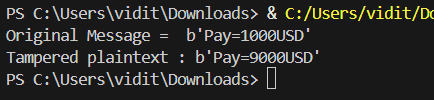 PS C:\Users\vidit\Downloads> & C:/Users/vidit/Do
Original Message =  b'Pay=1000USD'
Tampered plaintext : b'Pay=9000USD'
PS C:\Users\vidit\Downloads>